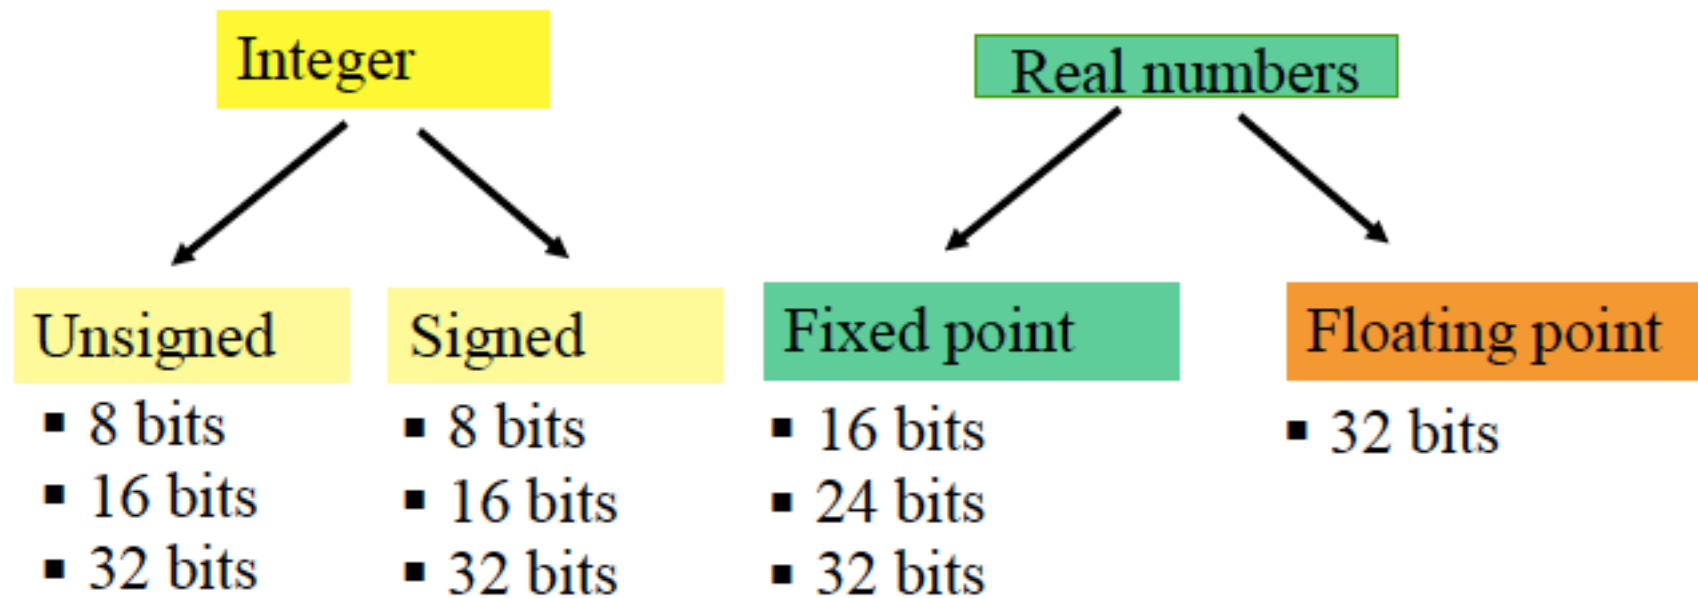 Integer
Real numbers
Unsigned
Signed
Fixed point
Floating point
▪ 8 bits
▪ 16 bits
▪ 32 bits
▪ 8 bits
▪ 16 bits
▪ 32 bits
▪ 16 bits
▪ 24 bits
▪ 32 bits
▪ 32 bits